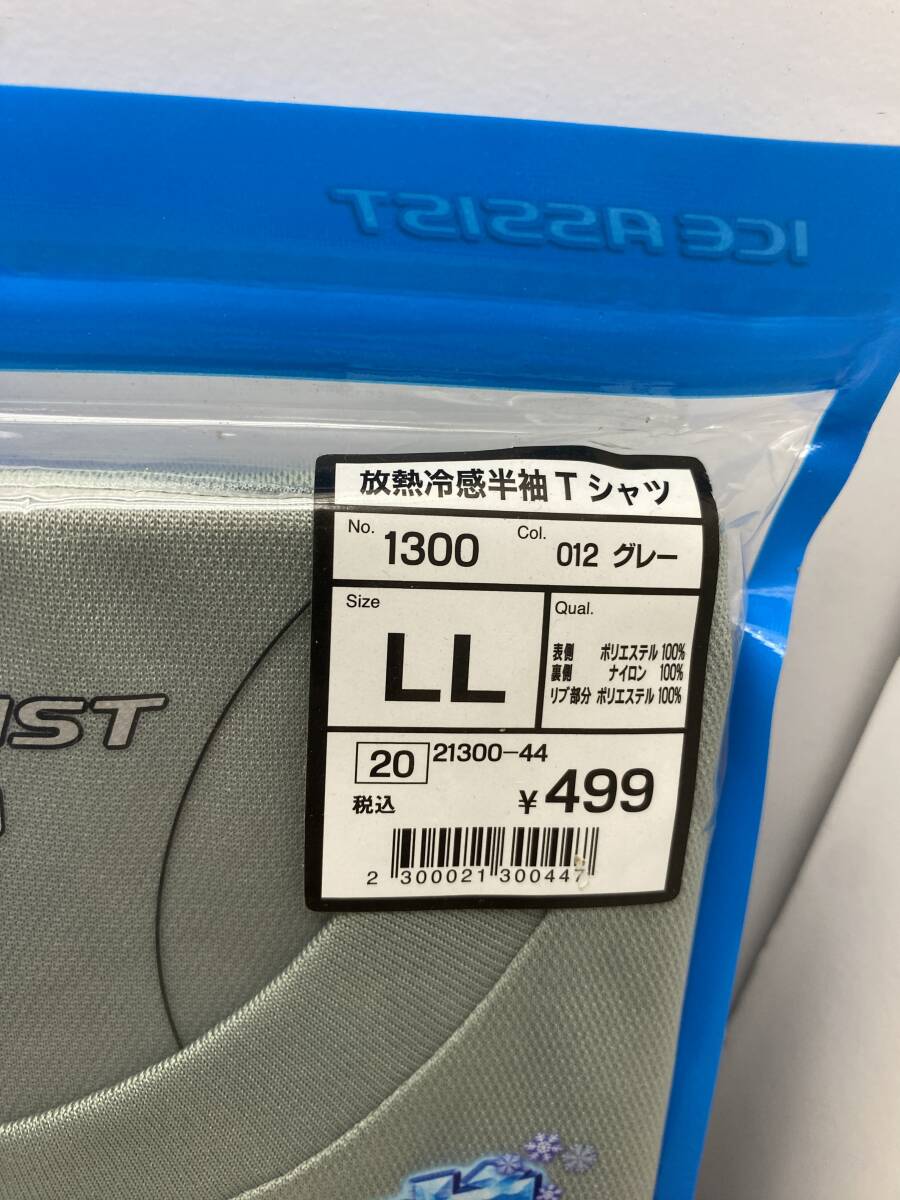 ICE ASSIST
放熱冷感半袖Tシャツ
No. 1300 Col. 012 グレー
Size
LL
Qual.
表側 ポリエステル 100%
裏側 ナイロン 100%
リブ部分 ポリエステル 100%
20 21300-44
税込 ¥499
2 300021 300447
IST